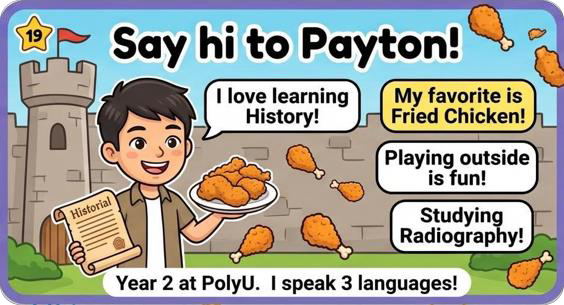 19
Say hi to Payton!
I love learning
History!
My favorite is
Fried Chicken!
Playing outside
is fun!
Studying
Radiography!
Historial
Year 2 at PolyU. I speak 3 languages!